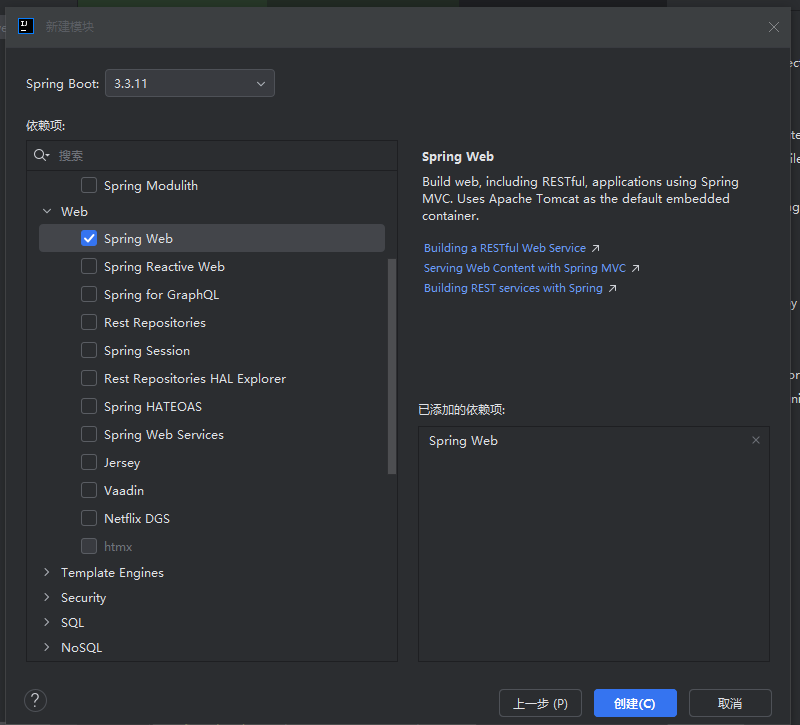 新建模块
Spring Boot: 3.3.11
依赖项:
搜索
Spring Modulith
Web
Spring Web
Spring Reactive Web
Spring for GraphQL
Rest Repositories
Spring Session
Rest Repositories HAL Explorer
Spring HATEOAS
Spring Web Services
Jersey
Vaadin
Netflix DGS
htmx
Template Engines
Security
SQL
NoSQL
Spring Web
Build web, including RESTful, applications using Spring
MVC. Uses Apache Tomcat as the default embedded
container.
Building a RESTful Web Service
Serving Web Content with Spring MVC
Building REST services with Spring
已添加的依赖项:
Spring Web
?
上一步 (P)
创建(C)
取消